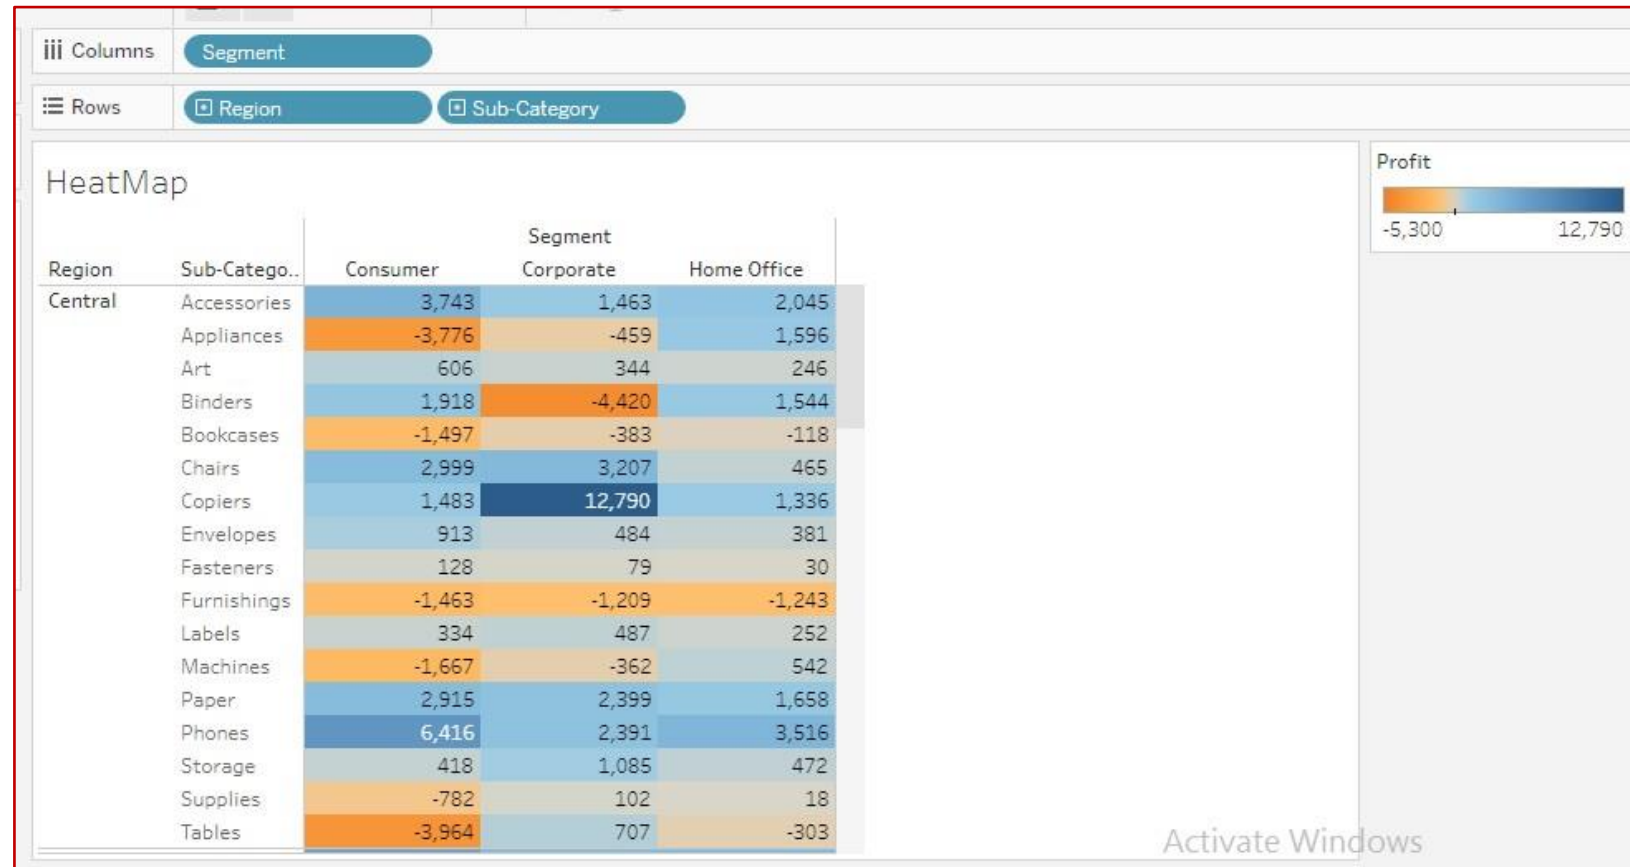 Columns Segment
Rows Region Sub-Category
HeatMap
Profit
-5,300 12,790
Segment
Region Sub-Catego.. Consumer Corporate Home Office
Central Accessories 3,743 1,463 2,045
Appliances -3,776 -459 1,596
Art 606 344 246
Binders 1,918 -4,420 1,544
Bookcases -1,497 -383 -118
Chairs 2,999 3,207 465
Copiers 1,483 12,790 1,336
Envelopes 913 484 381
Fasteners 128 79 30
Furnishings -1,463 -1,209 -1,243
Labels 334 487 252
Machines -1,667 -362 542
Paper 2,915 2,399 1,658
Phones 6,416 2,391 3,516
Storage 418 1,085 472
Supplies -782 102 18
Tables -3,964 707 -303
Activate Windows